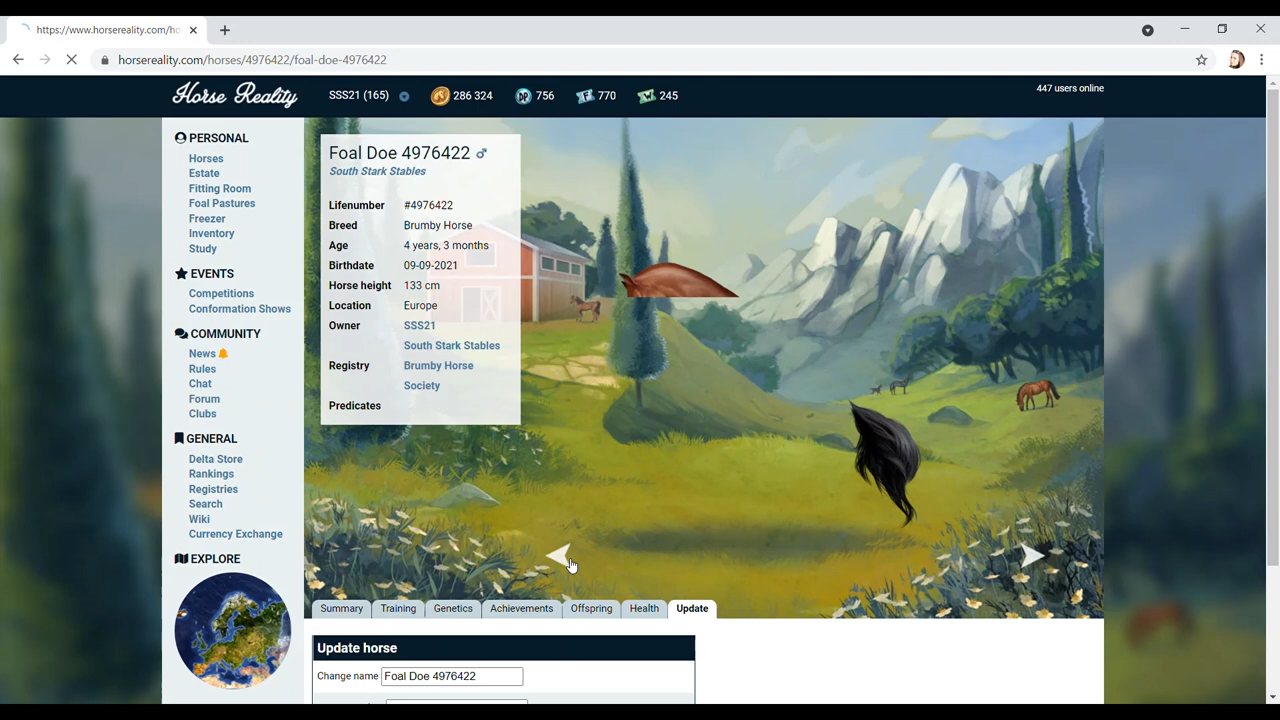 https://www.horsereality.com/ho
horsereality.com/horses/4976422/foal-doe-4976422
Horse Reality
SSS21 (165)
286 324
DP 756
F 770
W 245
447 users online
PERSONAL
Horses
Estate
Fitting Room
Foal Pastures
Freezer
Inventory
Study
EVENTS
Competitions
Conformation Shows
COMMUNITY
News
Rules
Chat
Forum
Clubs
GENERAL
Delta Store
Rankings
Registries
Search
Wiki
Currency Exchange
EXPLORE
Foal Doe 4976422 ♂
South Stark Stables
Lifenumber #4976422
Breed Brumby Horse
Age 4 years, 3 months
Birthdate 09-09-2021
Horse height 133 cm
Location Europe
Owner SSS21
South Stark Stables
Registry Brumby Horse
Society
Predicates
Summary Training Genetics Achievements Offspring Health Update
Update horse
Change name Foal Doe 4976422